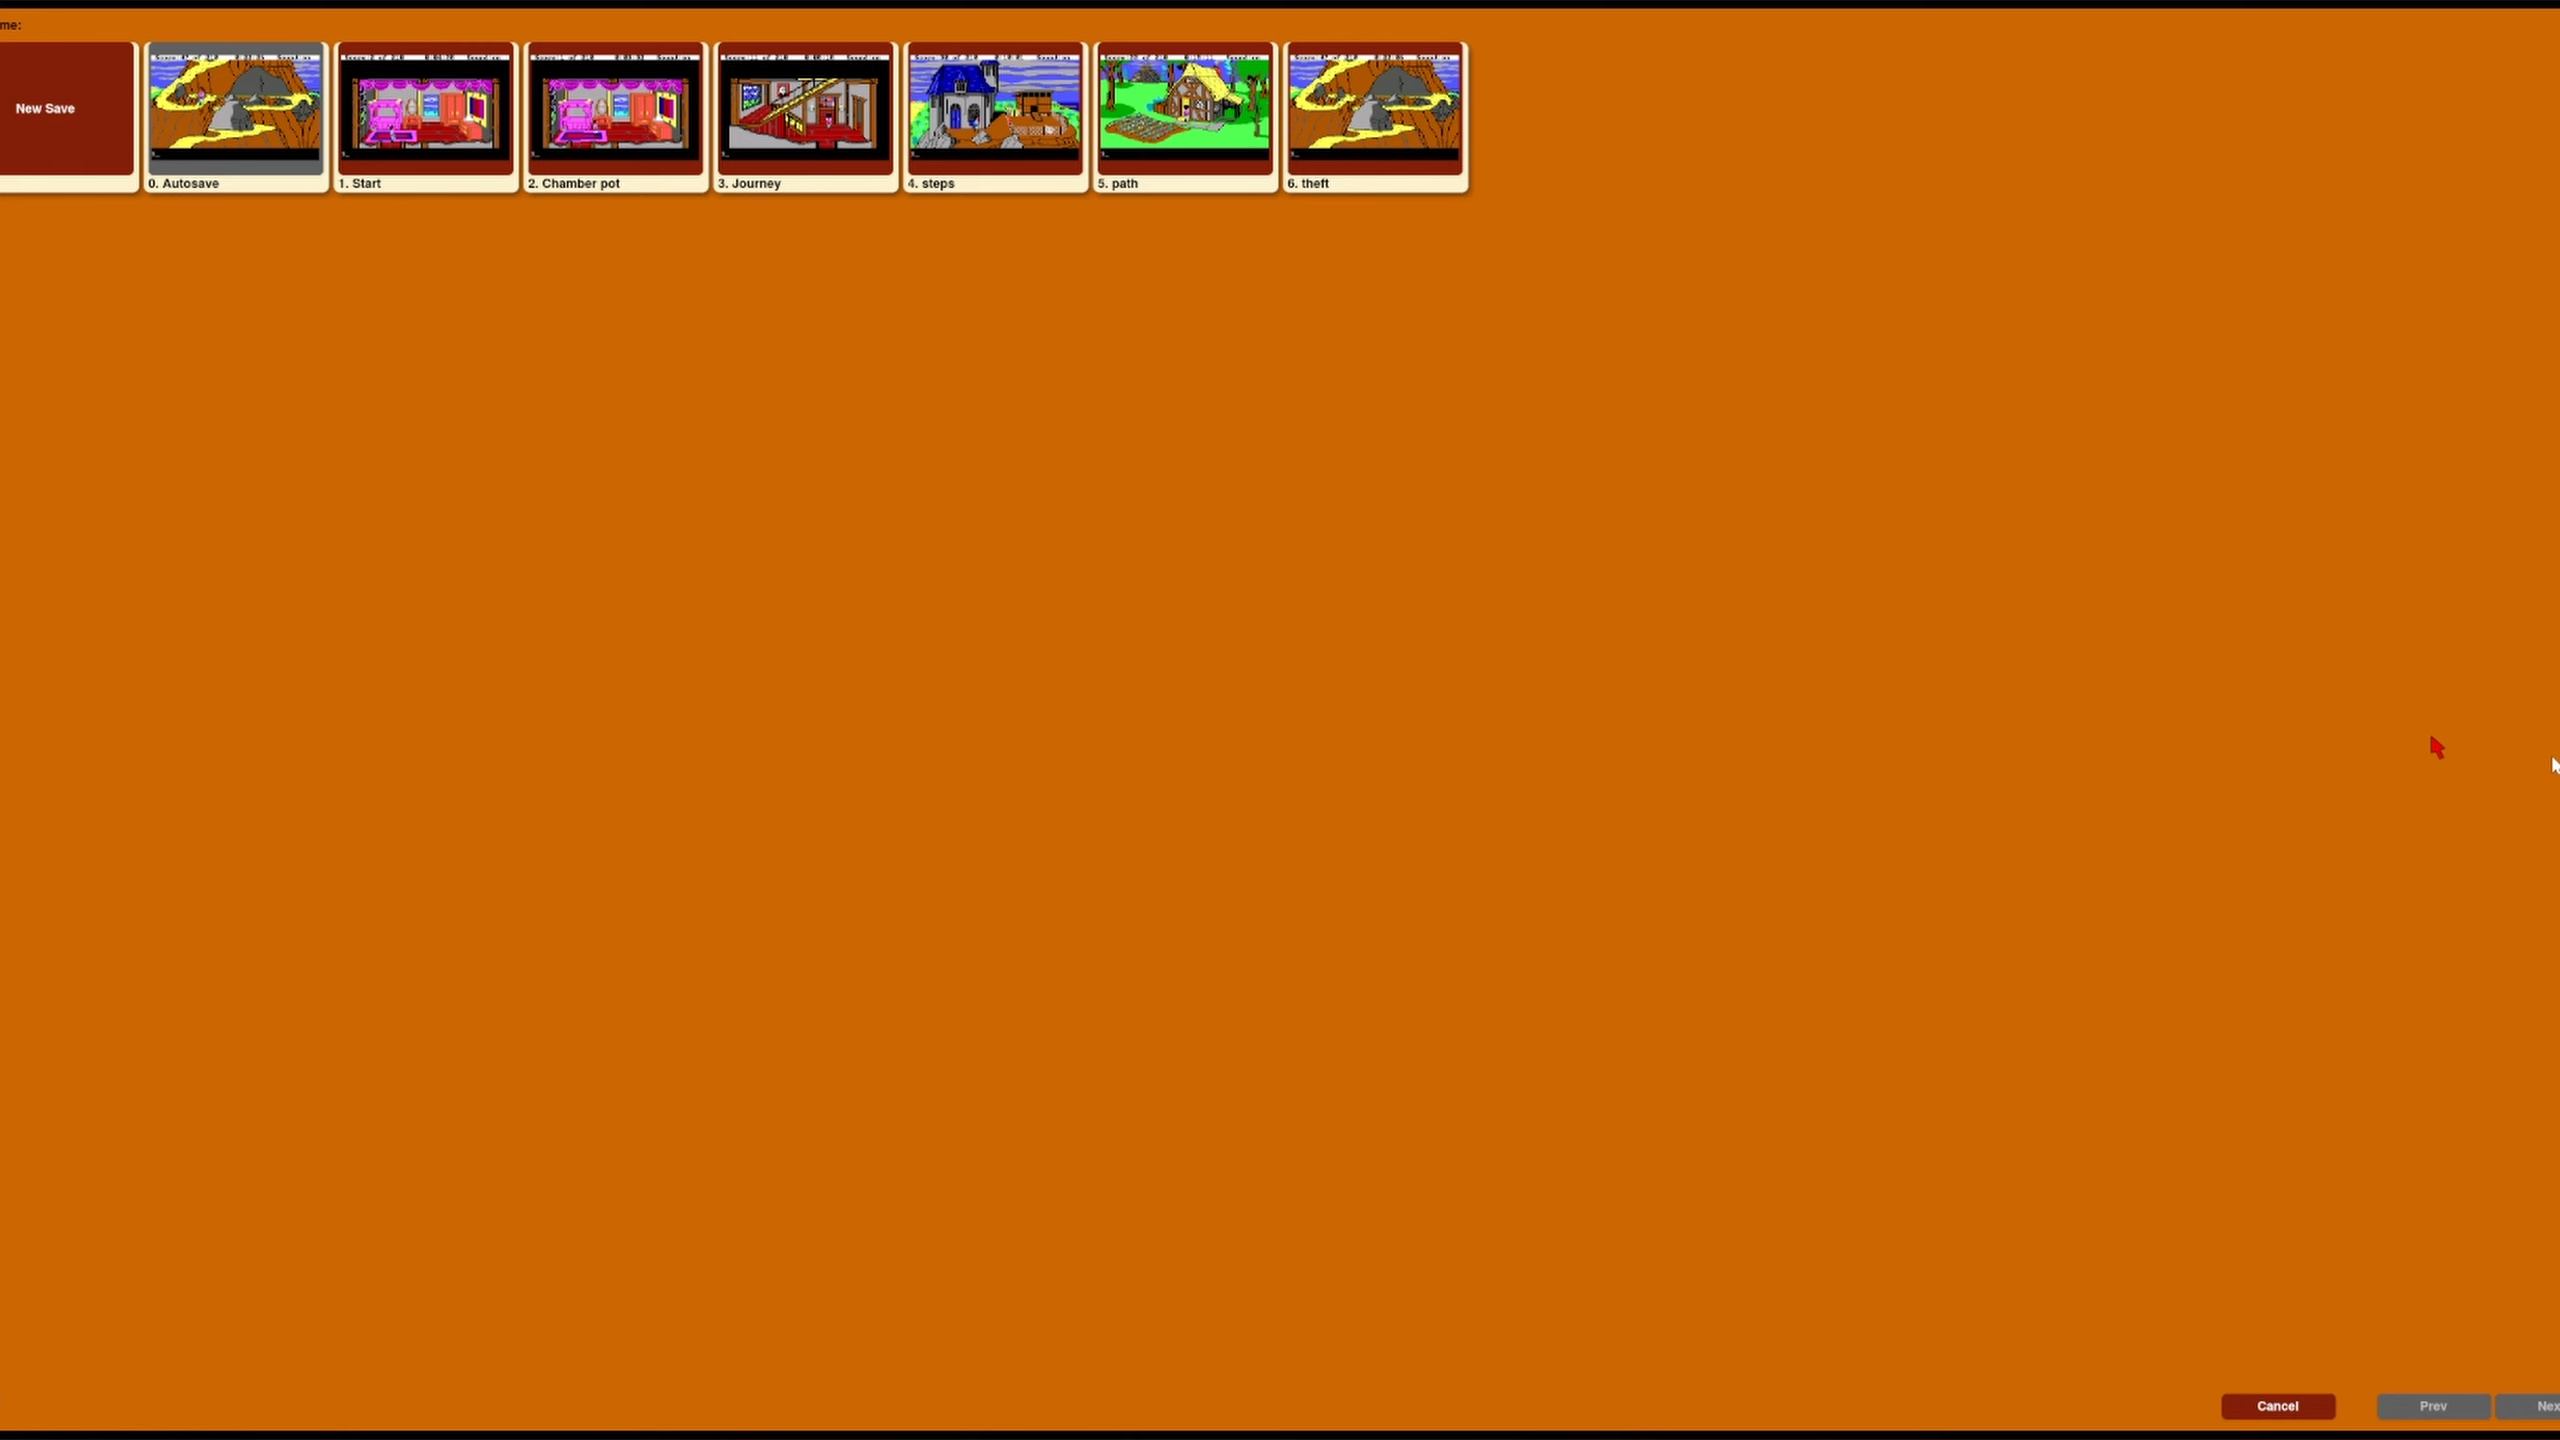 me:
New Save
0. Autosave
1. Start
2. Chamber pot
3. Journey
4. steps
5. path
6. theft
Cancel
Prev
Nex